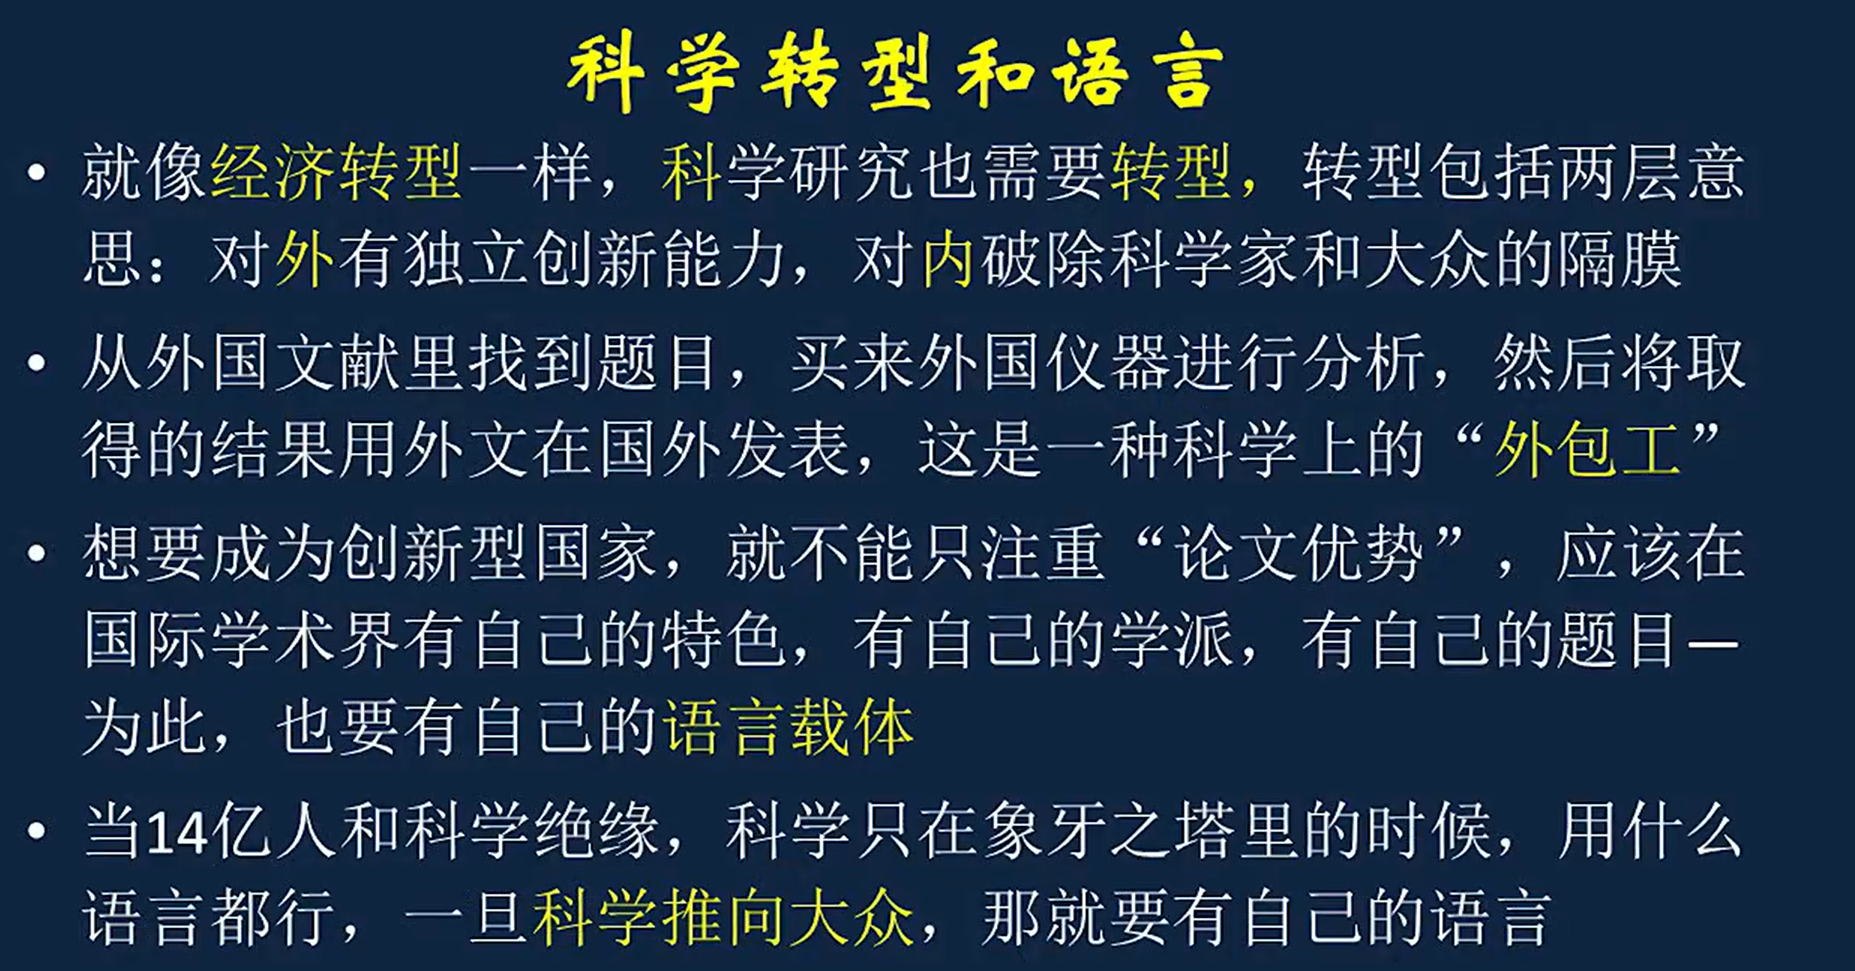 科学转型和语言
• 就像经济转型一样，科学研究也需要转型，转型包括两层意
思：对外有独立创新能力，对内破除科学家和大众的隔膜
• 从外国文献里找到题目，买来外国仪器进行分析，然后将取
得的结果用外文在国外发表，这是一种科学上的“外包工”
• 想要成为创新型国家，就不能只注重“论文优势”，应该在
国际学术界有自己的特色，有自己的学派，有自己的题目—
为此，也要有自己的语言载体
• 当14亿人和科学绝缘，科学只在象牙之塔里的时候，用什么
语言都行，一旦科学推向大众，那就要有自己的语言